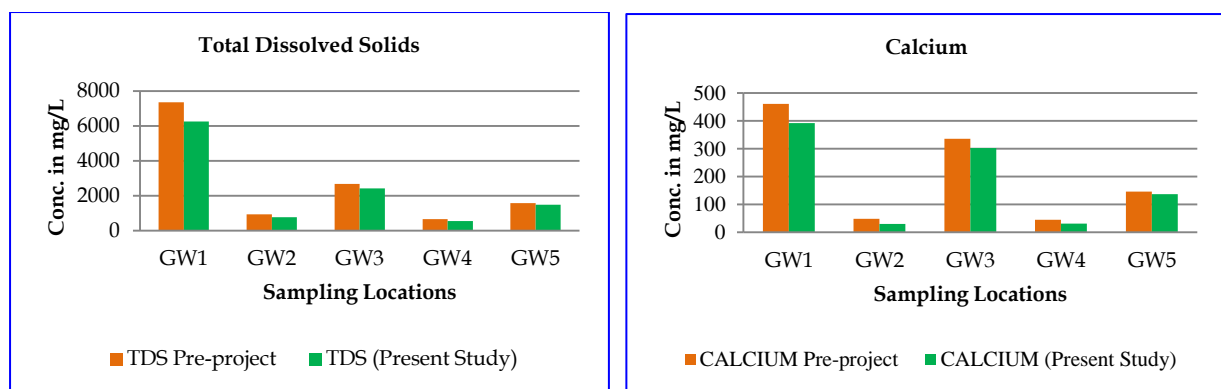 Total Dissolved Solids
Conc. in mg/L
8000
6000
4000
2000
0
GW1 GW2 GW3 GW4 GW5
Sampling Locations
TDS Pre-project TDS (Present Study)
Calcium
Conc. in mg/L
500
400
300
200
100
0
GW1 GW2 GW3 GW4 GW5
Sampling Locations
CALCIUM Pre-project CALCIUM (Present Study)